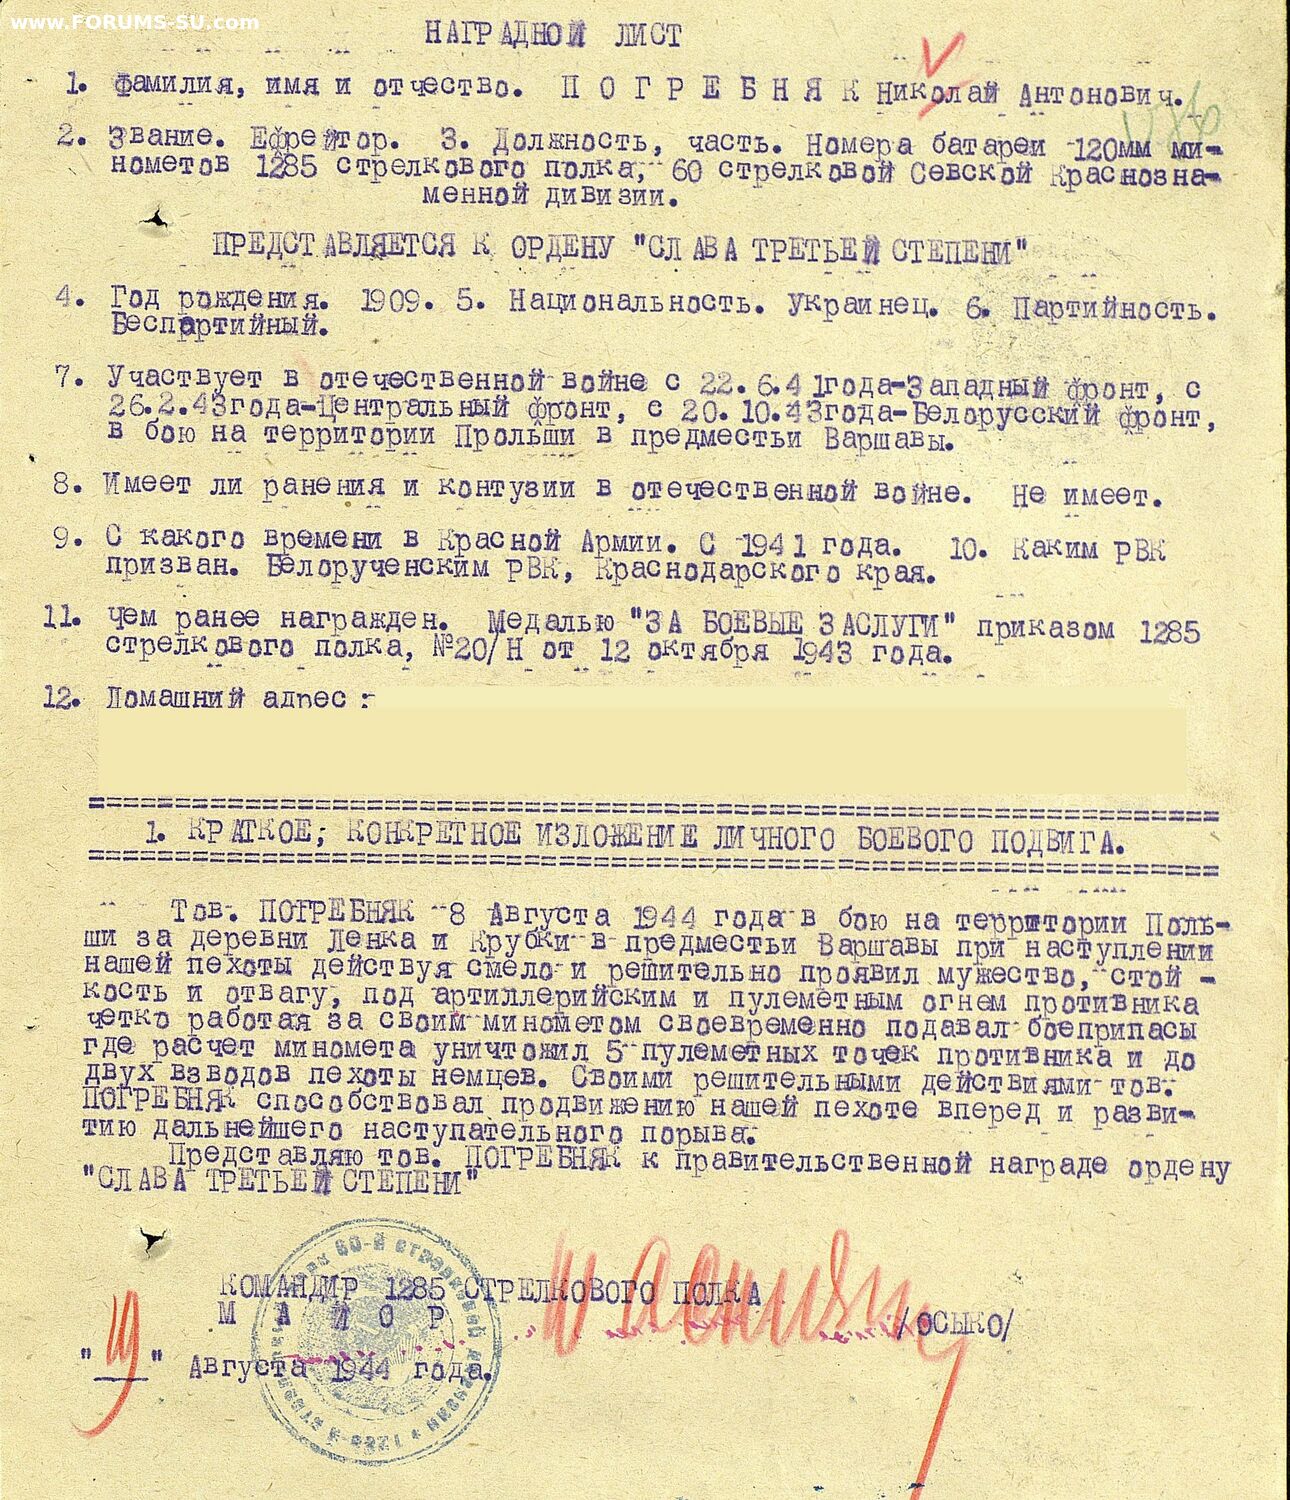 www.FORUMS-SU.com
НАГРАДНОЙ ЛИСТ
1. Фамилия, имя и отчество. ПОГРЕБНЯК Николай Антонович.
2. Звание. Ефрейтор. 3. Должность, часть. Номера батареи 120мм ми-
нометов 1285 стрелкового полка, 60 стрелковой Севской Краснозна-
менной дивизии.
ПРЕДСТАВЛЯЕТСЯ К ОРДЕНУ "СЛАВА ТРЕТЬЕЙ СТЕПЕНИ"
4. Год рождения. 1909. 5. Национальность. Украинец. 6. Партийность.
Беспартийный.
7. Участвует в отечественной войне с 22.6.41года-Западный фронт, с
26.2.43года-Центральный фронт, с 20.10.43года-Белорусский фронт,
в бою на территории Прольши в предместьи Варшавы.
8. Имеет ли ранения и контузии в отечественной войне. Не имеет.
9. С какого времени в Красной Армии. С 1941 года. 10. Каким РВК
призван. Белорученским РВК, Краснодарского края.
11. Чем ранее награжден. Медалью "ЗА БОЕВЫЕ ЗАСЛУГИ" приказом 1285
стрелкового полка, №20/Н от 12 октября 1943 года.
12. Домашний адрес:
1. КРАТКОЕ, КОНКРЕТНОЕ ИЗЛОЖЕНИЕ ЛИЧНОГО БОЕВОГО ПОДВИГА.
Тов. ПОГРЕБНЯК 8 Августа 1944 года в бою на территории Поль-
ши за деревни Ленка и Крубки в предместьи Варшавы при наступлении
нашей пехоты действуя смело и решительно проявил мужество, стой-
кость и отвагу, под артиллерийским и пулеметным огнем противника
четко работая за своим минометом своевременно подавал боеприпасы
где расчет миномета уничтожил 5 пулеметных точек противника и до
двух взводов пехоты немцев. Своими решительными действиями тов.
ПОГРЕБНЯК способствовал продвижению нашей пехоте вперед и разви-
тию дальнейшего наступательного порыва.
Представляю тов. ПОГРЕБНЯК к правительственной награде ордену
"СЛАВА ТРЕТЬЕЙ СТЕПЕНИ"
КОМАНДИР 1285 СТРЕЛКОВОГО ПОЛКА
МАЙОР /ОСЬКО/
" " Августа 1944 года.